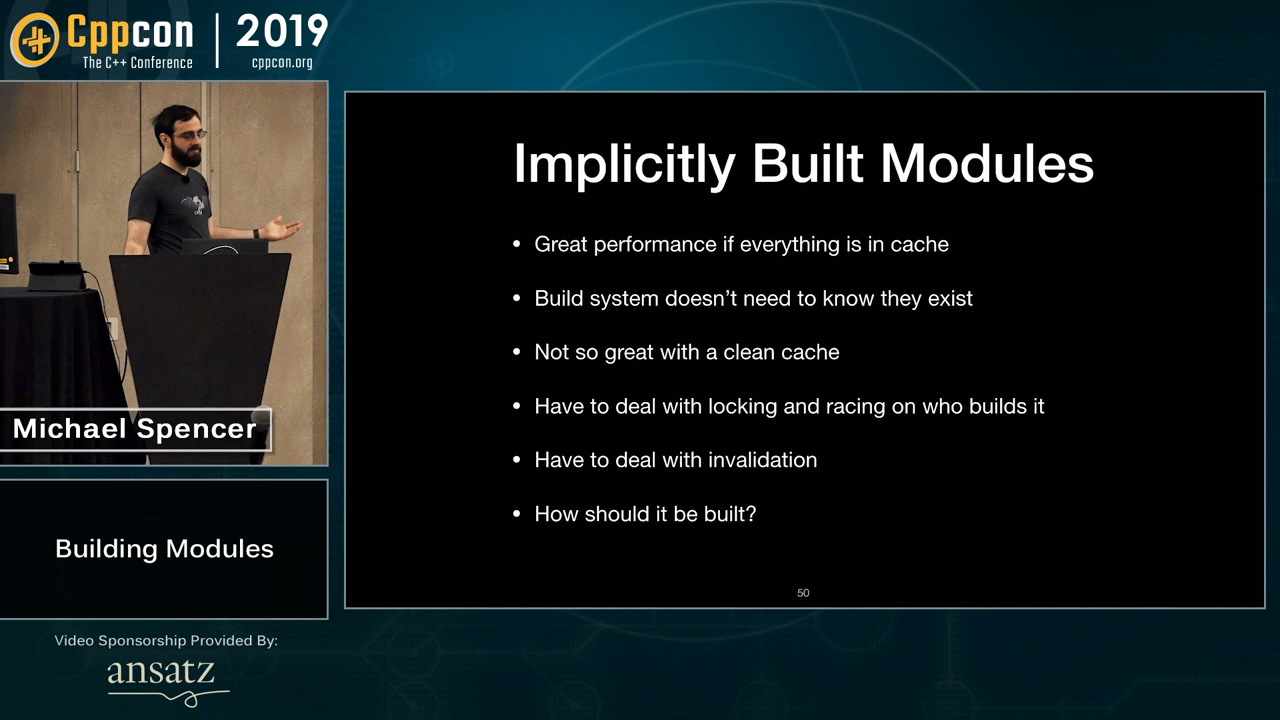 Cppcon
The C++ Conference
2019
cppcon.org
Michael Spencer
Building Modules
Video Sponsorship Provided By:
ansatz
Implicitly Built Modules
• Great performance if everything is in cache
• Build system doesn’t need to know they exist
• Not so great with a clean cache
• Have to deal with locking and racing on who builds it
• Have to deal with invalidation
• How should it be built?
50